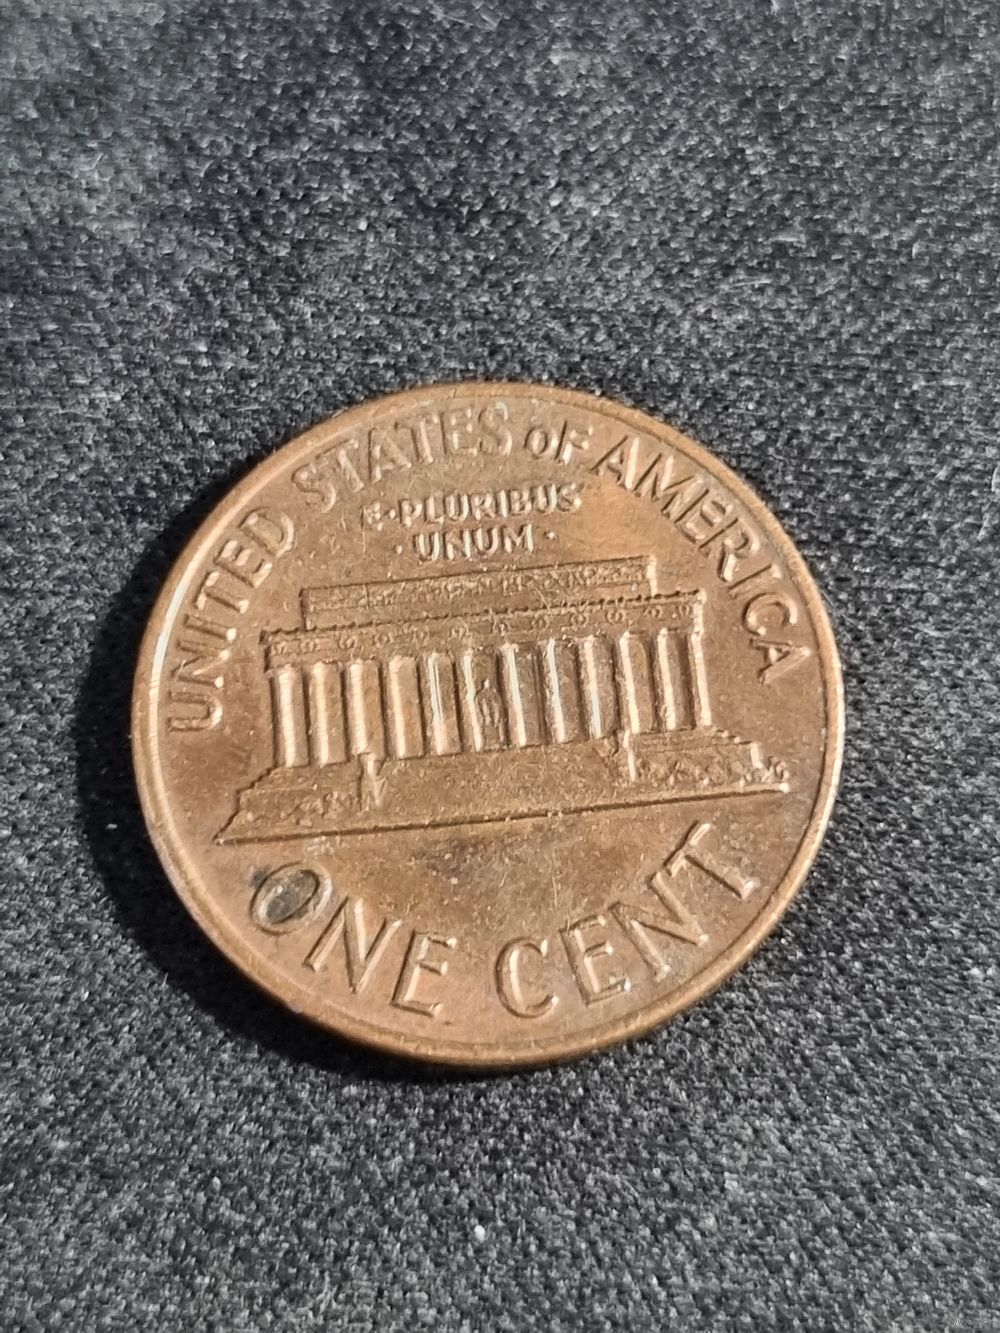 UNITED STATES OF AMERICA
E·PLURIBUS
·UNUM·
ONE CENT